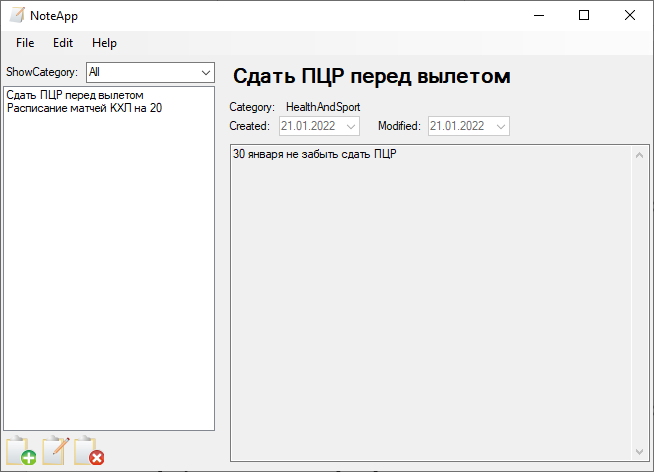 NoteApp
File Edit Help
ShowCategory: All
Сдать ПЦР перед вылетом
Расписание матчей КХЛ на 20
Сдать ПЦР перед вылетом
Category: HealthAndSport
Created: 21.01.2022 Modified: 21.01.2022
30 января не забыть сдать ПЦР